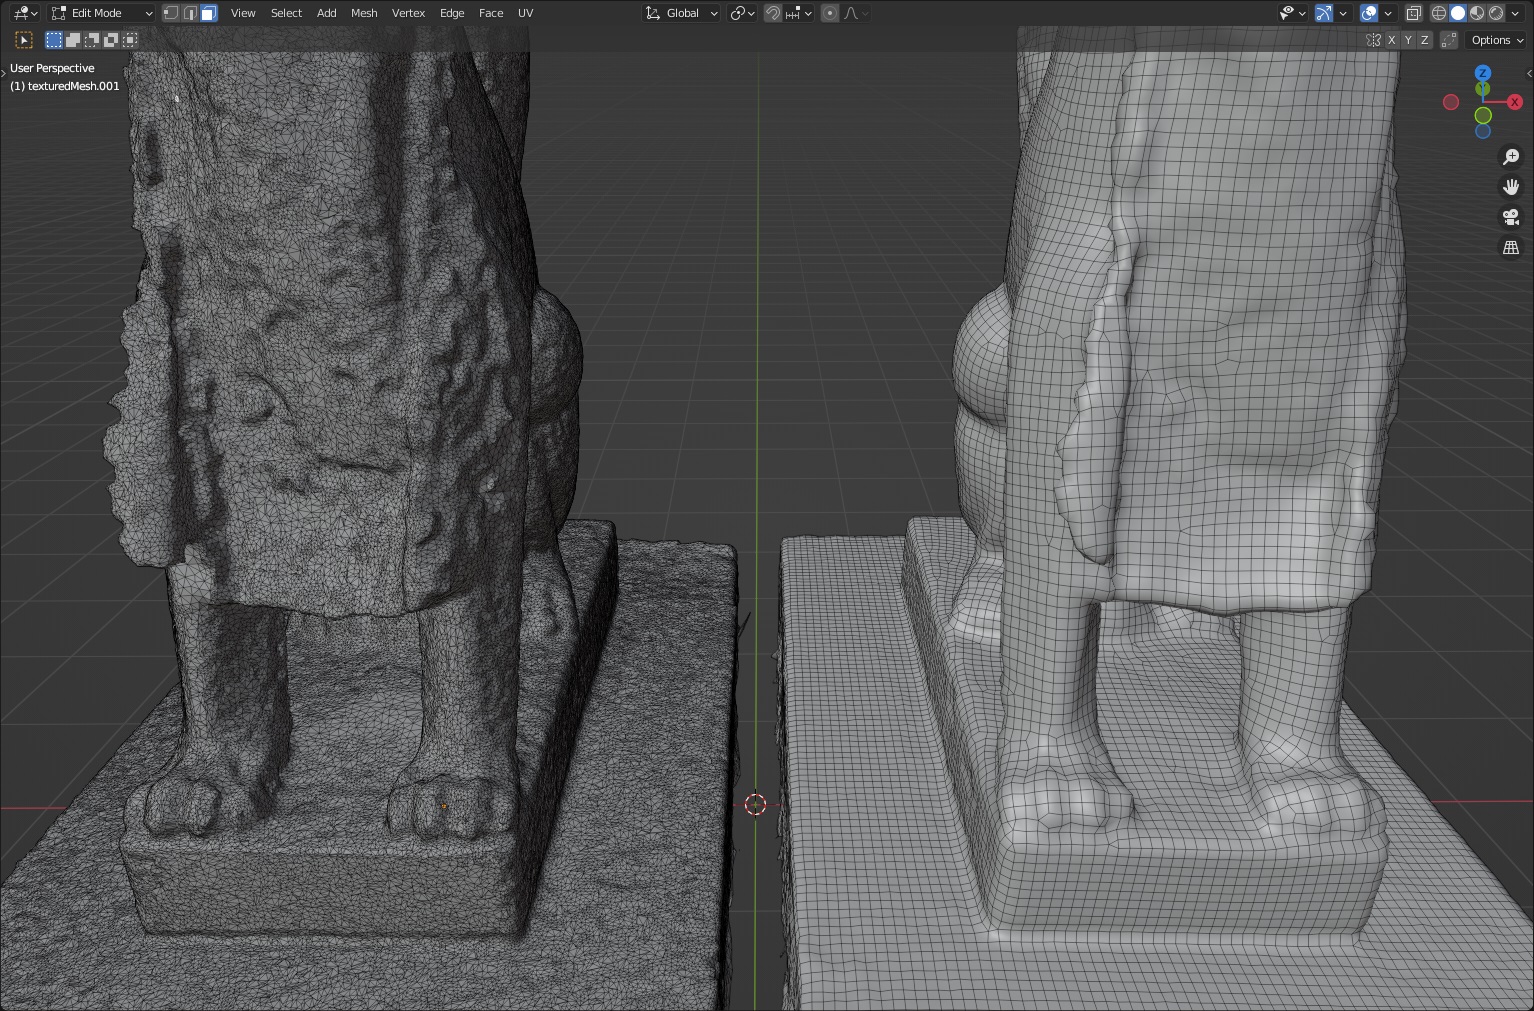 Edit Mode View Select Add Mesh Vertex Edge Face UV Global
X Y Z Options
User Perspective
(1) texturedMesh.001
Z
Y
X